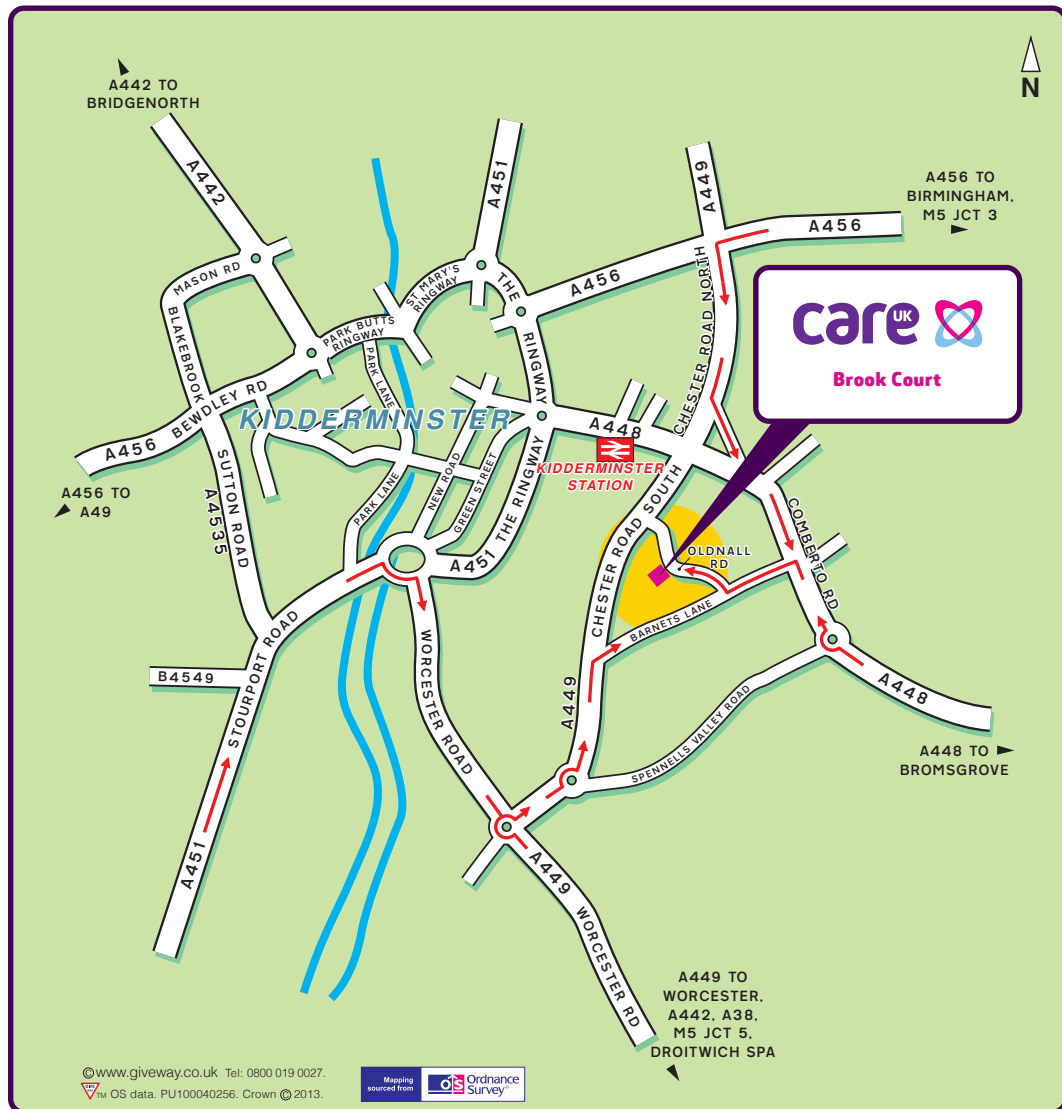 A442 TO
BRIDGENORTH
N
A442
A451
A449
A456 TO
BIRMINGHAM,
M5 JCT 3
A456
MASON RD
ST MARY'S
RINGWAY
THE RINGWAY
A456
CHESTER ROAD NORTH
care UK
Brook Court
BLAKEBROOK
PARK BUTTS
RINGWAY
PARK LANE
BEWDLEY RD
A456
KIDDERMINSTER
A448
KIDDERMINSTER
STATION
A456 TO
A49
SUTTON ROAD
A4535
PARK LANE
NEW ROAD
GREEN STREET
A451 THE RINGWAY
CHESTER ROAD SOUTH
OLDNALL
RD
COMBERTO RD
BARNETS LANE
B4549
STOURPORT ROAD
WORCESTER ROAD
A449
SPENNELLS VALLEY ROAD
A448
A448 TO
BROMSGROVE
A451
A449 WORCESTER RD
A449 TO
WORCESTER,
A442, A38,
M5 JCT 5,
DROITWICH SPA
© www.giveway.co.uk Tel: 0800 019 0027.
GIVE WAY TM OS data. PU100040256. Crown © 2013.
Mapping
sourced from
OS Ordnance
Survey®